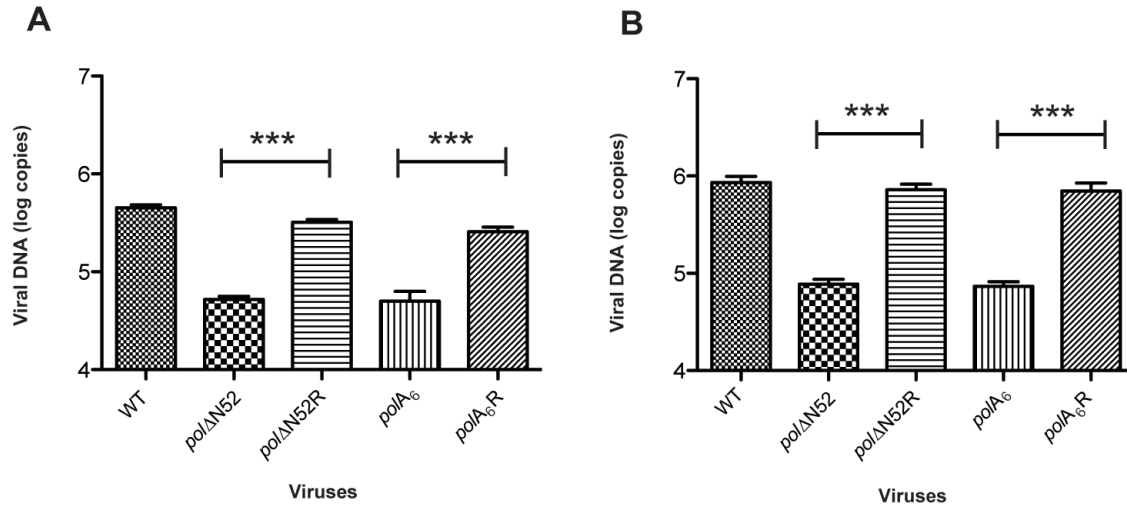 A
Viral DNA (log copies)
7
6
5
4
***
***
WT
polΔN52
polΔN52R
polA₆
polA₆R
Viruses
B
Viral DNA (log copies)
7
6
5
4
***
***
WT
polΔN52
polΔN52R
polA₆
polA₆R
Viruses